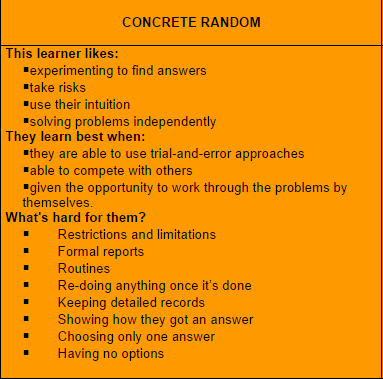 CONCRETE RANDOM
This learner likes:
▪experimenting to find answers
▪take risks
▪use their intuition
▪solving problems independently
They learn best when:
▪they are able to use trial-and-error approaches
▪able to compete with others
▪given the opportunity to work through the problems by
themselves.
What's hard for them?
▪ Restrictions and limitations
▪ Formal reports
▪ Routines
▪ Re-doing anything once it’s done
▪ Keeping detailed records
▪ Showing how they got an answer
▪ Choosing only one answer
▪ Having no options